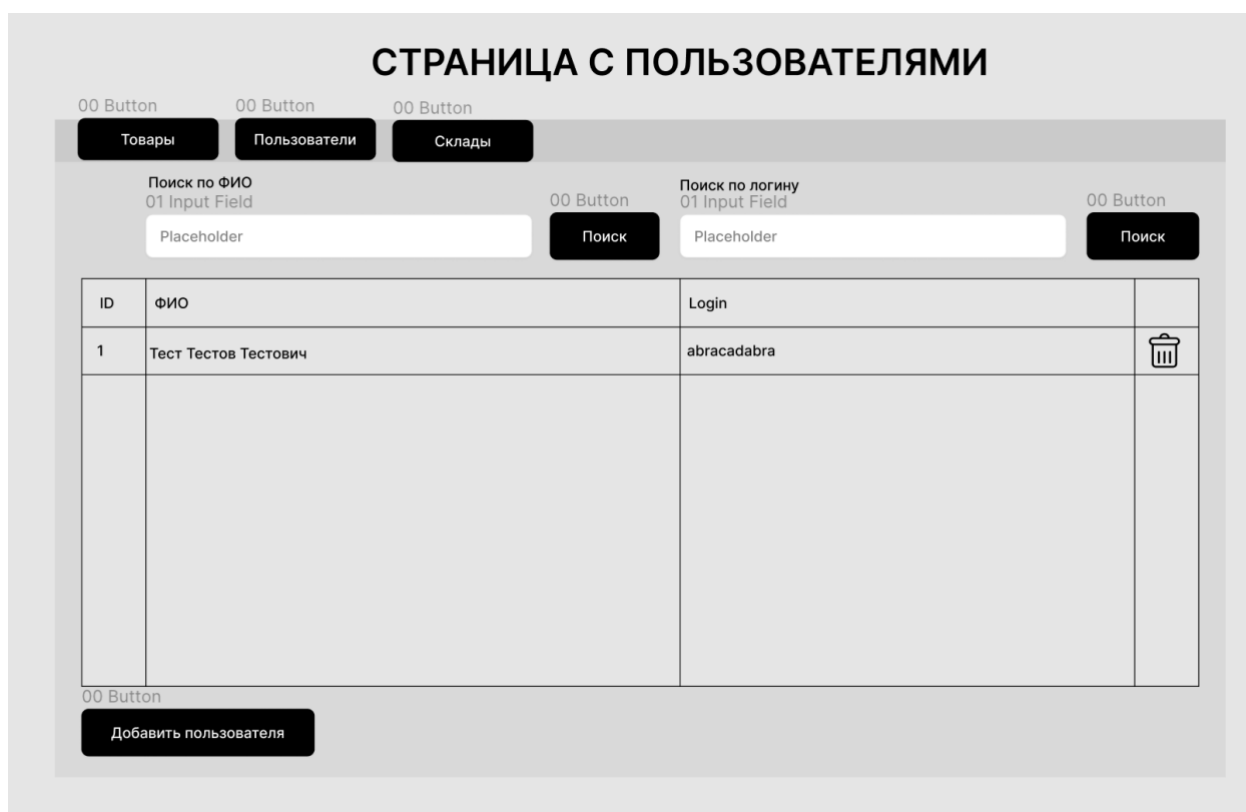 СТРАНИЦА С ПОЛЬЗОВАТЕЛЯМИ
00 Button 00 Button 00 Button
Товары Пользователи Склады
Поиск по ФИО Поиск по логину
01 Input Field 00 Button 01 Input Field 00 Button
Placeholder Поиск Placeholder Поиск
ID ФИО Login
1 Тест Тестов Тестович abracadabra
00 Button
Добавить пользователя